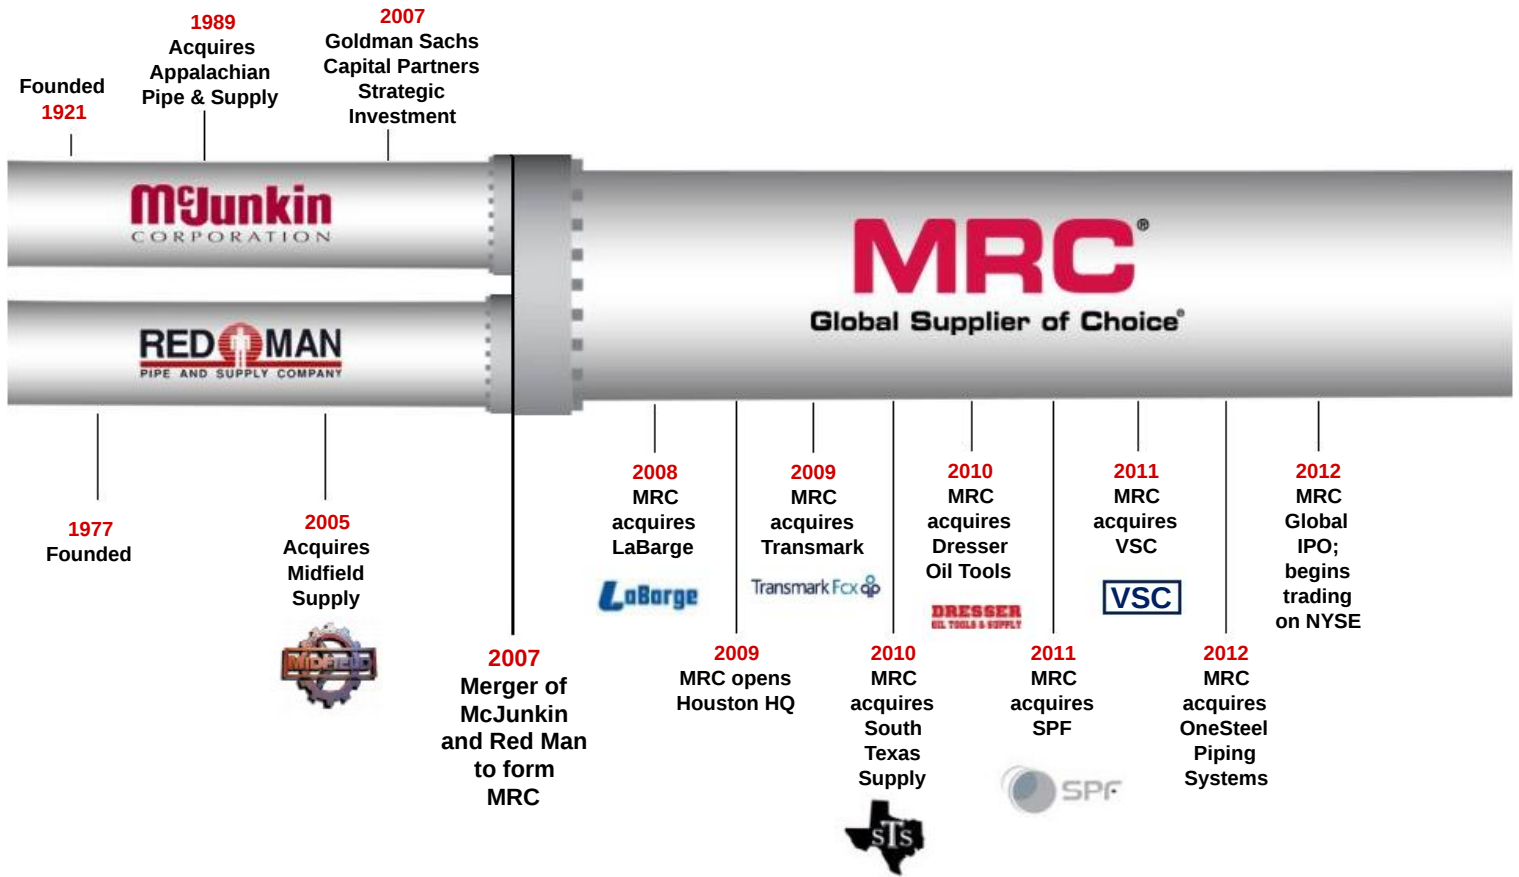 1989
Acquires
Appalachian
Pipe & Supply
2007
Goldman Sachs
Capital Partners
Strategic
Investment
Founded
1921
McJunkin
CORPORATION
RED MAN
PIPE AND SUPPLY COMPANY
MRC®
Global Supplier of Choice®
1977
Founded
2005
Acquires
Midfield
Supply
MIDFIELD
2007
Merger of
McJunkin
and Red Man
to form
MRC
2008
MRC
acquires
LaBarge
LaBarge
2009
MRC opens
Houston HQ
2009
MRC
acquires
Transmark
Transmark Fcx
2010
MRC
acquires
South
Texas
Supply
STS
2010
MRC
acquires
Dresser
Oil Tools
DRESSER
OIL TOOLS & SUPPLY
2011
MRC
acquires
SPF
SPF
2011
MRC
acquires
VSC
VSC
2012
MRC
acquires
OneSteel
Piping
Systems
2012
MRC
Global
IPO;
begins
trading
on NYSE